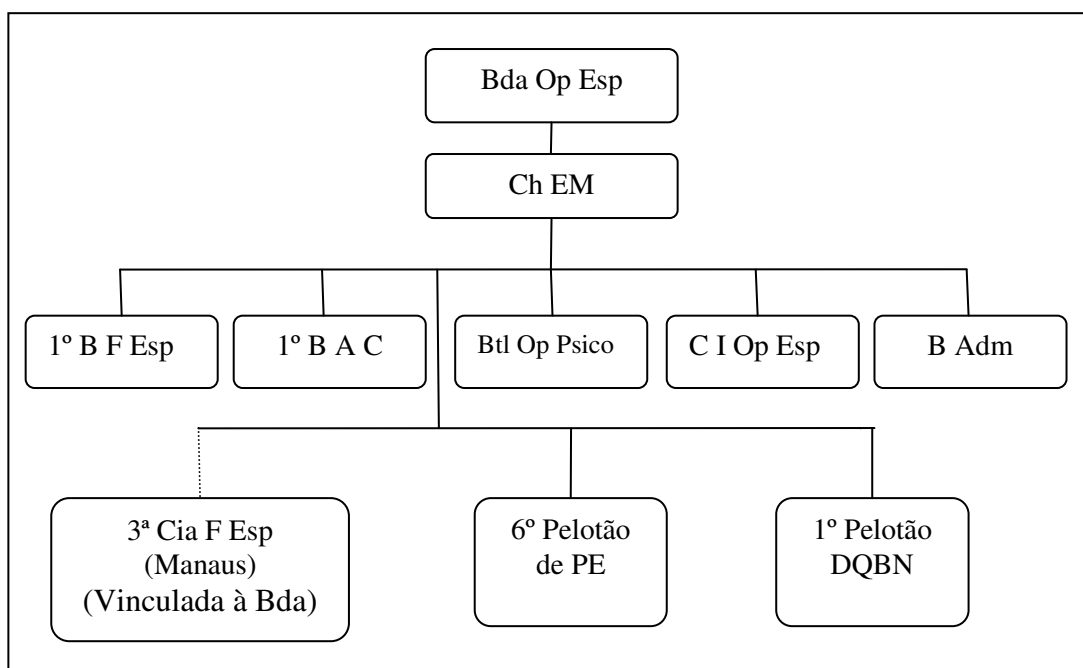 Bda Op Esp
Ch EM
1º B F Esp
1º B A C
Btl Op Psico
C I Op Esp
B Adm
3ª Cia F Esp
(Manaus)
(Vinculada à Bda)
6º Pelotão
de PE
1º Pelotão
DQBN